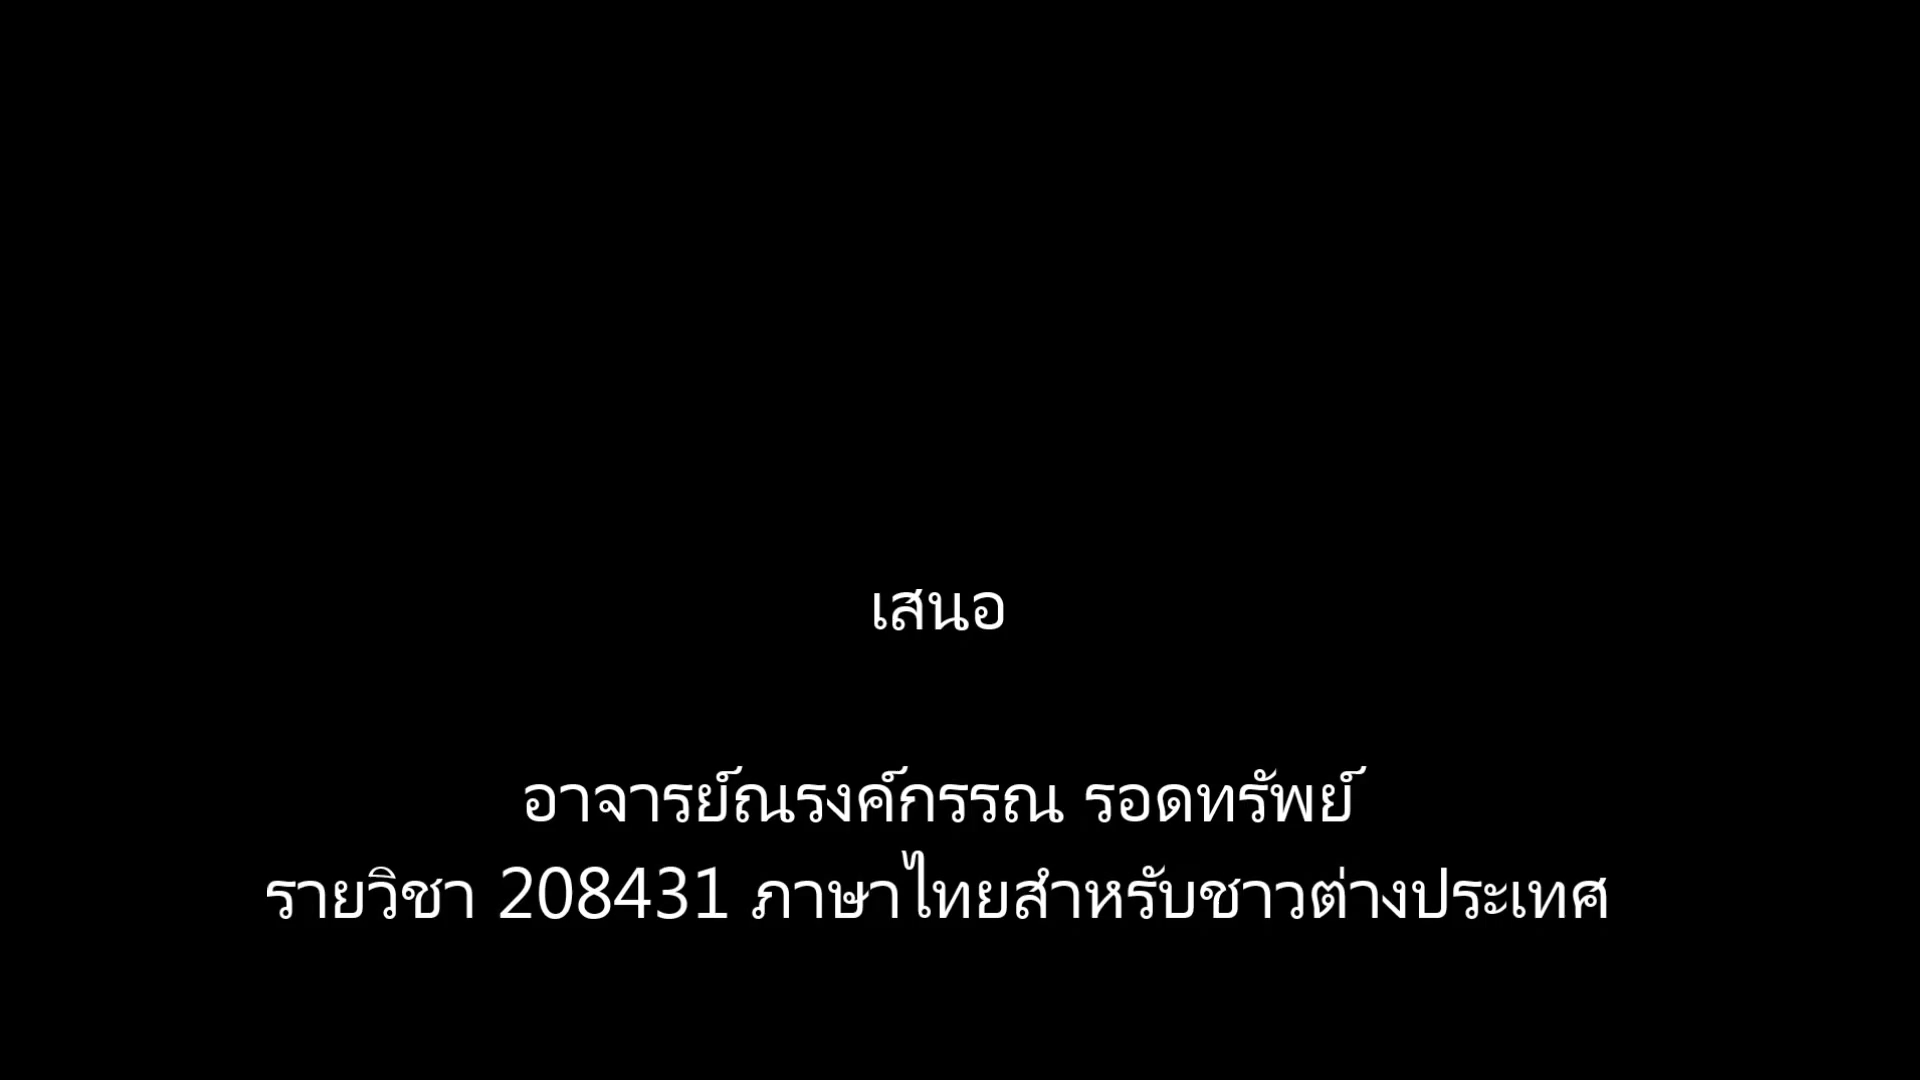 เสนอ
อาจารย์ณรงค์กรรณ รอดทรัพย์
รายวิชา 208431 ภาษาไทยสำหรับชาวต่างประเทศ